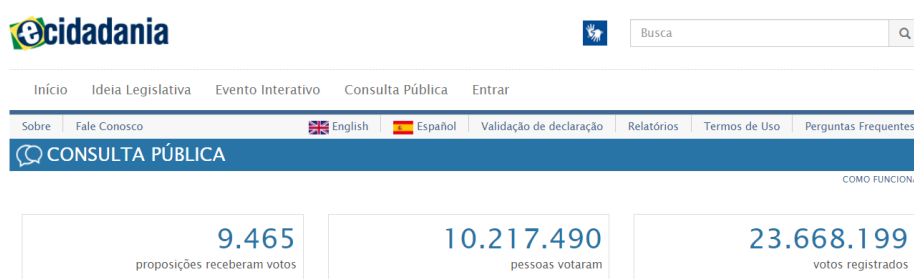 ecidadania
Busca
Início Ideia Legislativa Evento Interativo Consulta Pública Entrar
Sobre Fale Conosco English Español Validação de declaração Relatórios Termos de Uso Perguntas Frequentes
CONSULTA PÚBLICA
COMO FUNCIONA
9.465 10.217.490 23.668.199
proposições receberam votos pessoas votaram votos registrados